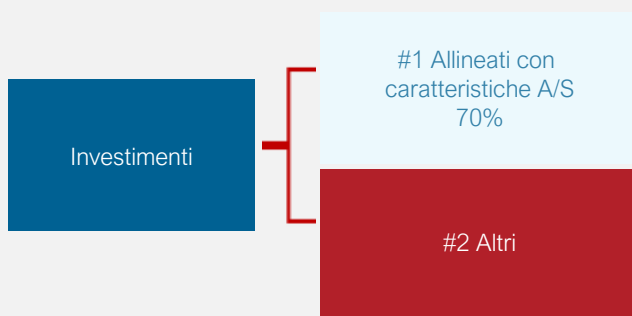 #1 Allineati con
caratteristiche A/S
70%
Investimenti
#2 Altri